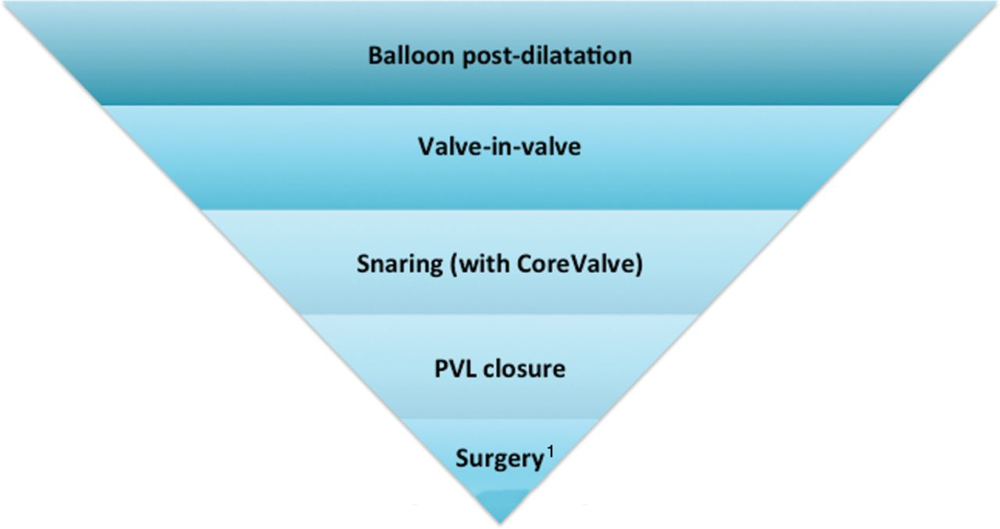 Balloon post-dilatation
Valve-in-valve
Snaring (with CoreValve)
PVL closure
Surgery¹